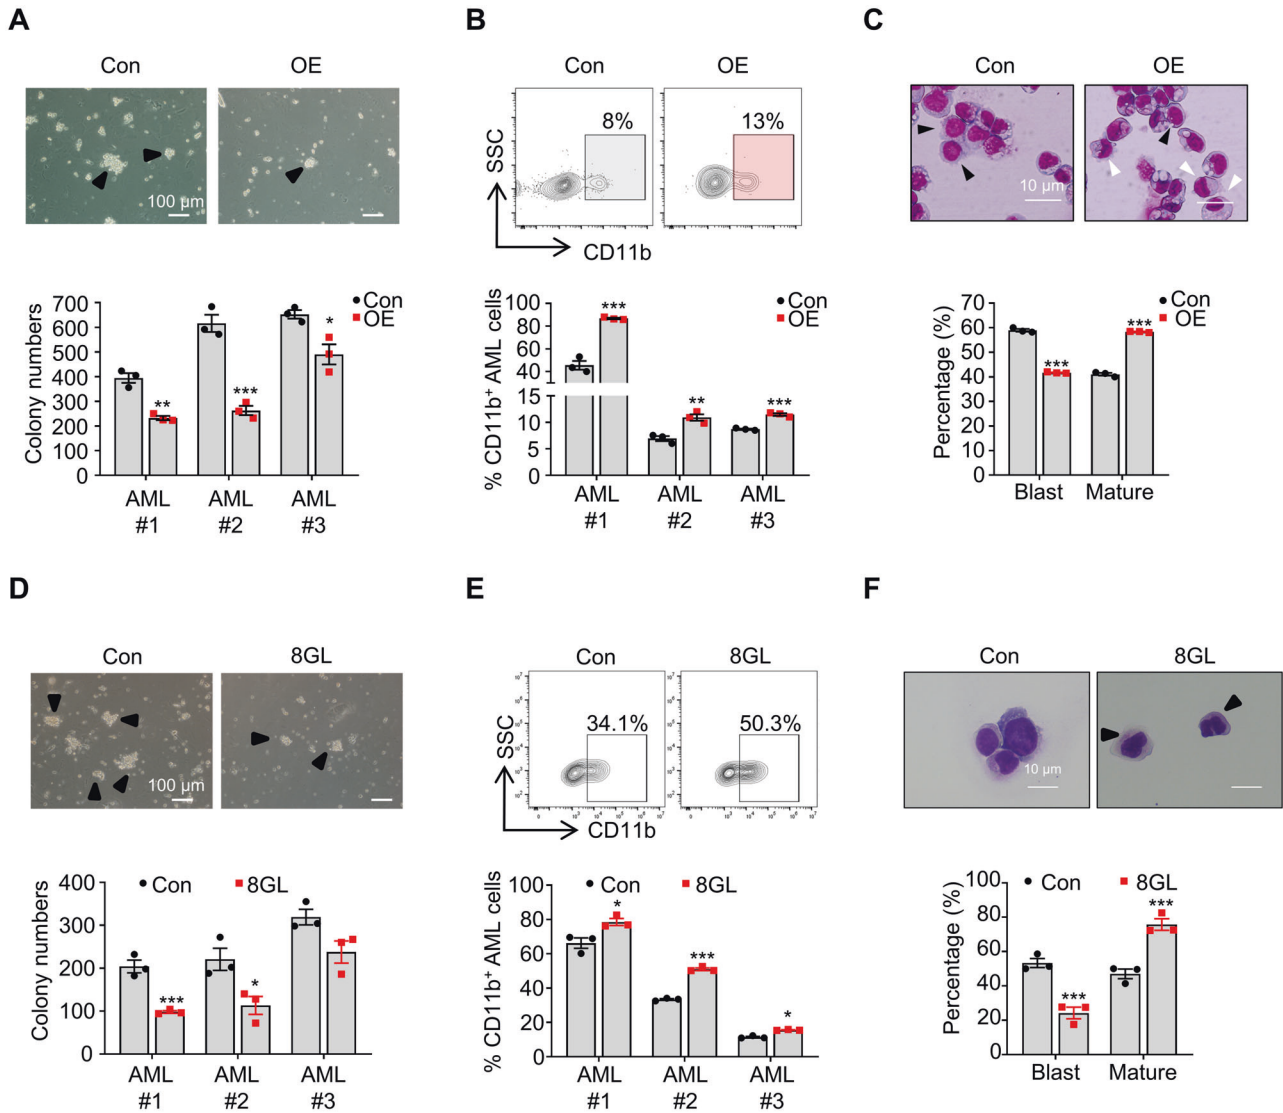 A
Con
OE
100 µm
Colony numbers
700
600
500
400
300
200
100
0
Con
OE
**
***
*
AML
#1
AML
#2
AML
#3
B
Con
OE
8%
13%
SSC
CD11b
% CD11b⁺ AML cells
100
80
60
40
15
10
5
0
Con
OE
***
**
***
AML
#1
AML
#2
AML
#3
C
Con
OE
10 µm
Percentage (%)
70
60
50
40
30
20
10
0
Con
OE
***
***
Blast
Mature
D
Con
8GL
100 µm
Colony numbers
400
300
200
100
0
Con
8GL
***
*
AML
#1
AML
#2
AML
#3
E
Con
8GL
34.1%
50.3%
SSC
CD11b
% CD11b⁺ AML cells
100
80
60
40
20
0
Con
8GL
*
***
*
AML
#1
AML
#2
AML
#3
F
Con
8GL
10 µm
Percentage (%)
100
80
60
40
20
0
Con
8GL
***
***
Blast
Mature